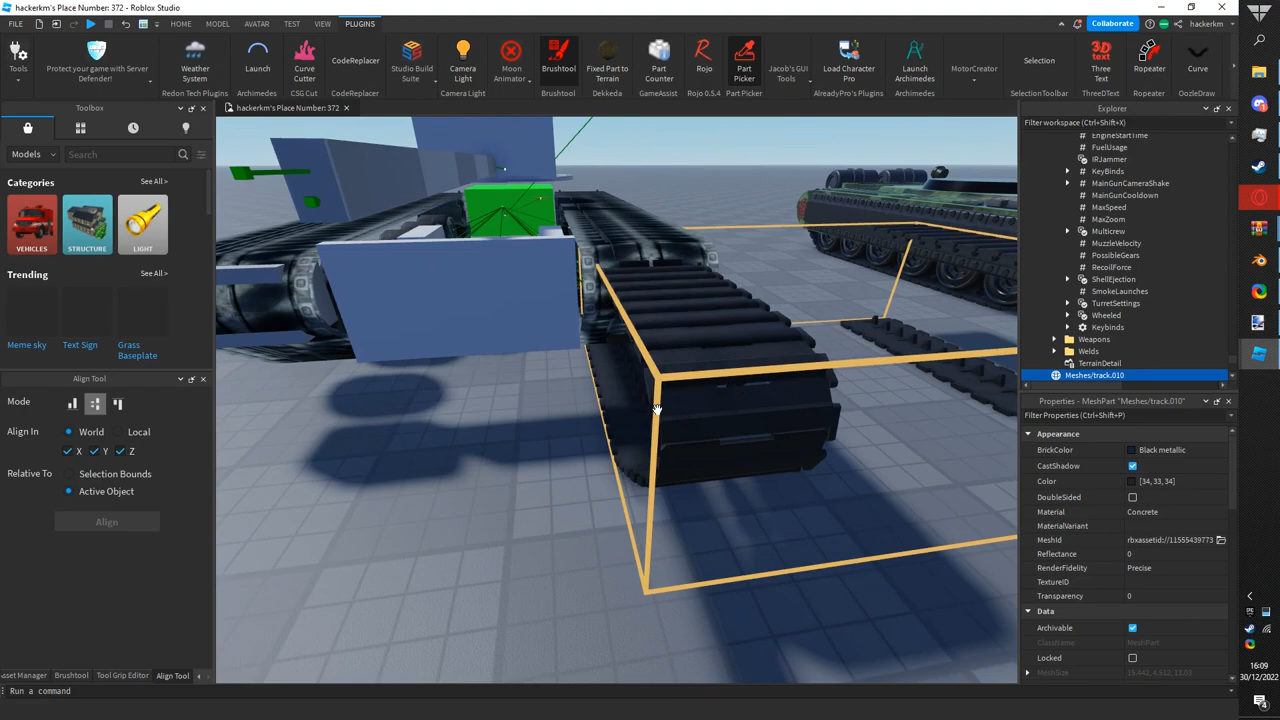 hackerkm's Place Number: 372 - Roblox Studio
FILE HOME MODEL AVATAR TEST VIEW PLUGINS Collaborate hackerkm
Tools
Protect your game with Server Defender!
Weather System
Redon Tech Plugins
Launch
Archimedes
Curve Cutter
CSG Cut
CodeReplacer
CodeReplacer
Studio Build Suite
Camera Light
Camera Light
Moon Animator
Brushtool
Brushtool
Fixed Part to Terrain
Dekkeda
Part Counter
GameAssist
Rojo
Rojo 0.5.4
Part Picker
Part Picker
Jacob's GUI Tools
Load Character Pro
AlreadyPro's Plugins
Launch Archimedes
Archimedes
MotorCreator
Selection
SelectionToolbar
Three Text
ThreeDText
Repeater
Repeater
Curve
OozleDraw
Toolbox
hackerkm's Place Number: 372
Models Search
Categories See All >
VEHICLES STRUCTURE LIGHT
Trending See All >
Meme sky Text Sign Grass Baseplate
Align Tool
Mode
Align In World Local
X Y Z
Relative To Selection Bounds
Active Object
Align
asset Manager Brushtool Tool Grip Editor Align Tool
Run a command
Explorer
Filter workspace (Ctrl+Shift+X)
EngineStartTime
FuelUsage
IRJammer
KeyBinds
MainGunCameraShake
MainGunCooldown
MaxSpeed
MaxZoom
Multicrew
MuzzleVelocity
PossibleGears
RecoilForce
ShellEjection
SmokeLaunches
TurretSettings
Wheeled
Keybinds
Weapons
Welds
TerrainDetail
Meshes/track.010
Properties - MeshPart "Meshes/track.010"
Filter Properties (Ctrl+Shift+P)
Appearance
BrickColor Black metallic
CastShadow
Color [34, 33, 34]
DoubleSided
Material Concrete
MaterialVariant
MeshId rbxassetid://11555439773
Reflectance 0
RenderFidelity Precise
TextureID
Transparency 0
Data
Archivable
ClassName MeshPart
Locked
MeshSize
16:09
30/12/2022